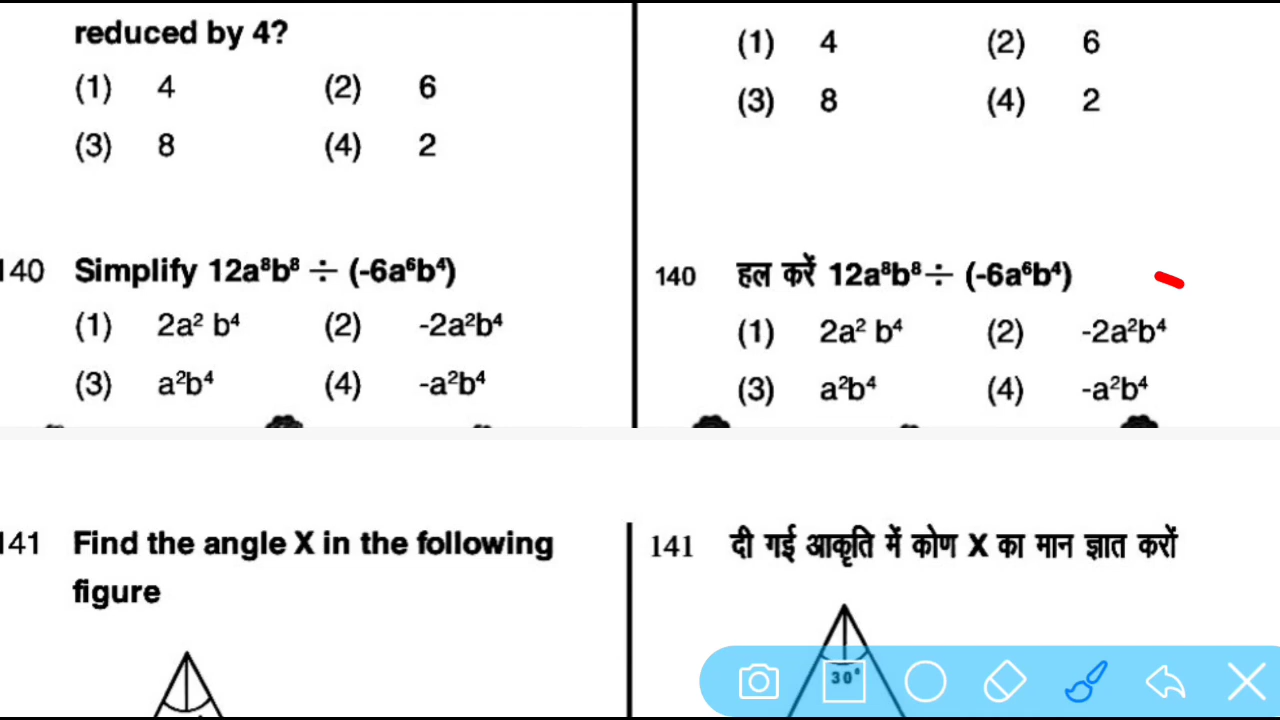 reduced by 4?
(1) 4 (2) 6
(3) 8 (4) 2
140 Simplify 12a⁸b⁸ ÷ (-6a⁶b⁴)
(1) 2a² b⁴ (2) -2a²b⁴
(3) a²b⁴ (4) -a²b⁴
(1) 4 (2) 6
(3) 8 (4) 2
140 हल करें 12a⁸b⁸÷ (-6a⁶b⁴)
(1) 2a² b⁴ (2) -2a²b⁴
(3) a²b⁴ (4) -a²b⁴
141 Find the angle X in the following
figure
141 दी गई आकृति में कोण X का मान ज्ञात करों
30°